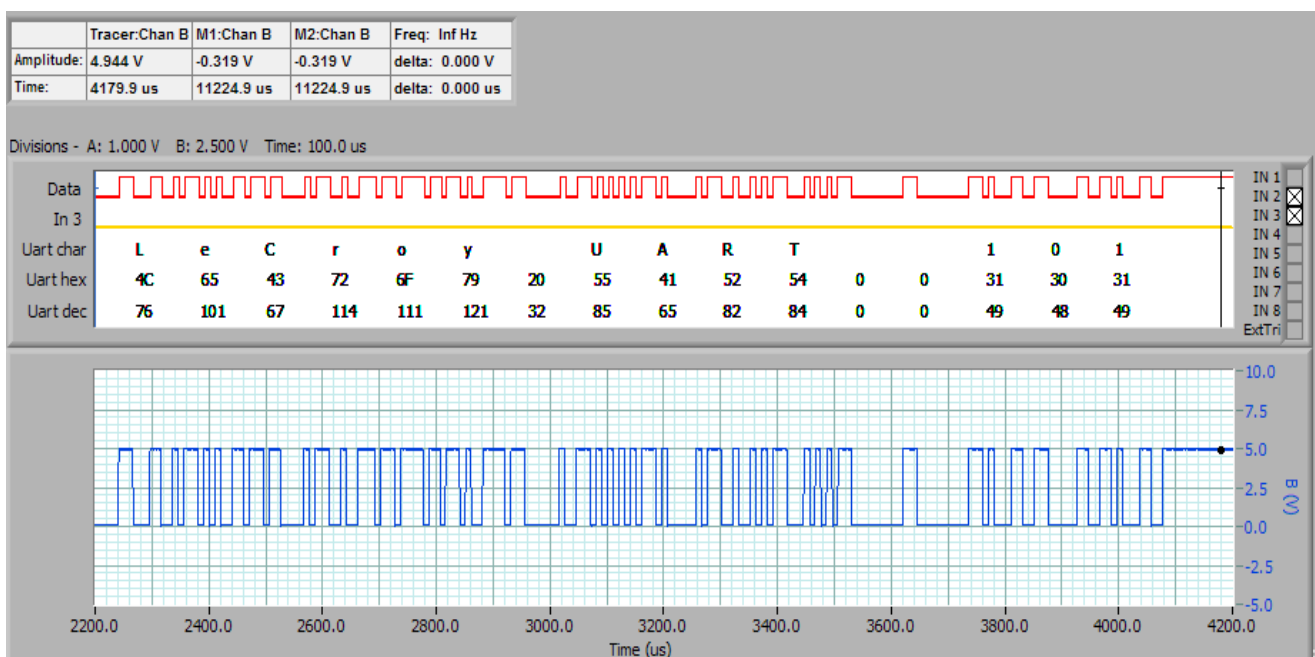 Tracer:Chan B M1:Chan B M2:Chan B Freq: Inf Hz
Amplitude: 4.944 V -0.319 V -0.319 V delta: 0.000 V
Time: 4179.9 us 11224.9 us 11224.9 us delta: 0.000 us
Divisions - A: 1.000 V B: 2.500 V Time: 100.0 us
Data
In 3
Uart char L e C r o y U A R T 1 0 1
Uart hex 4C 65 43 72 6F 79 20 55 41 52 54 0 0 31 30 31
Uart dec 76 101 67 114 111 121 32 85 65 82 84 0 0 49 48 49
IN 1
IN 2
IN 3
IN 4
IN 5
IN 6
IN 7
IN 8
ExtTri
10.0
7.5
5.0
2.5
0.0
-2.5
-5.0
B (V)
2200.0 2400.0 2600.0 2800.0 3000.0 3200.0 3400.0 3600.0 3800.0 4000.0 4200.0
Time (us)